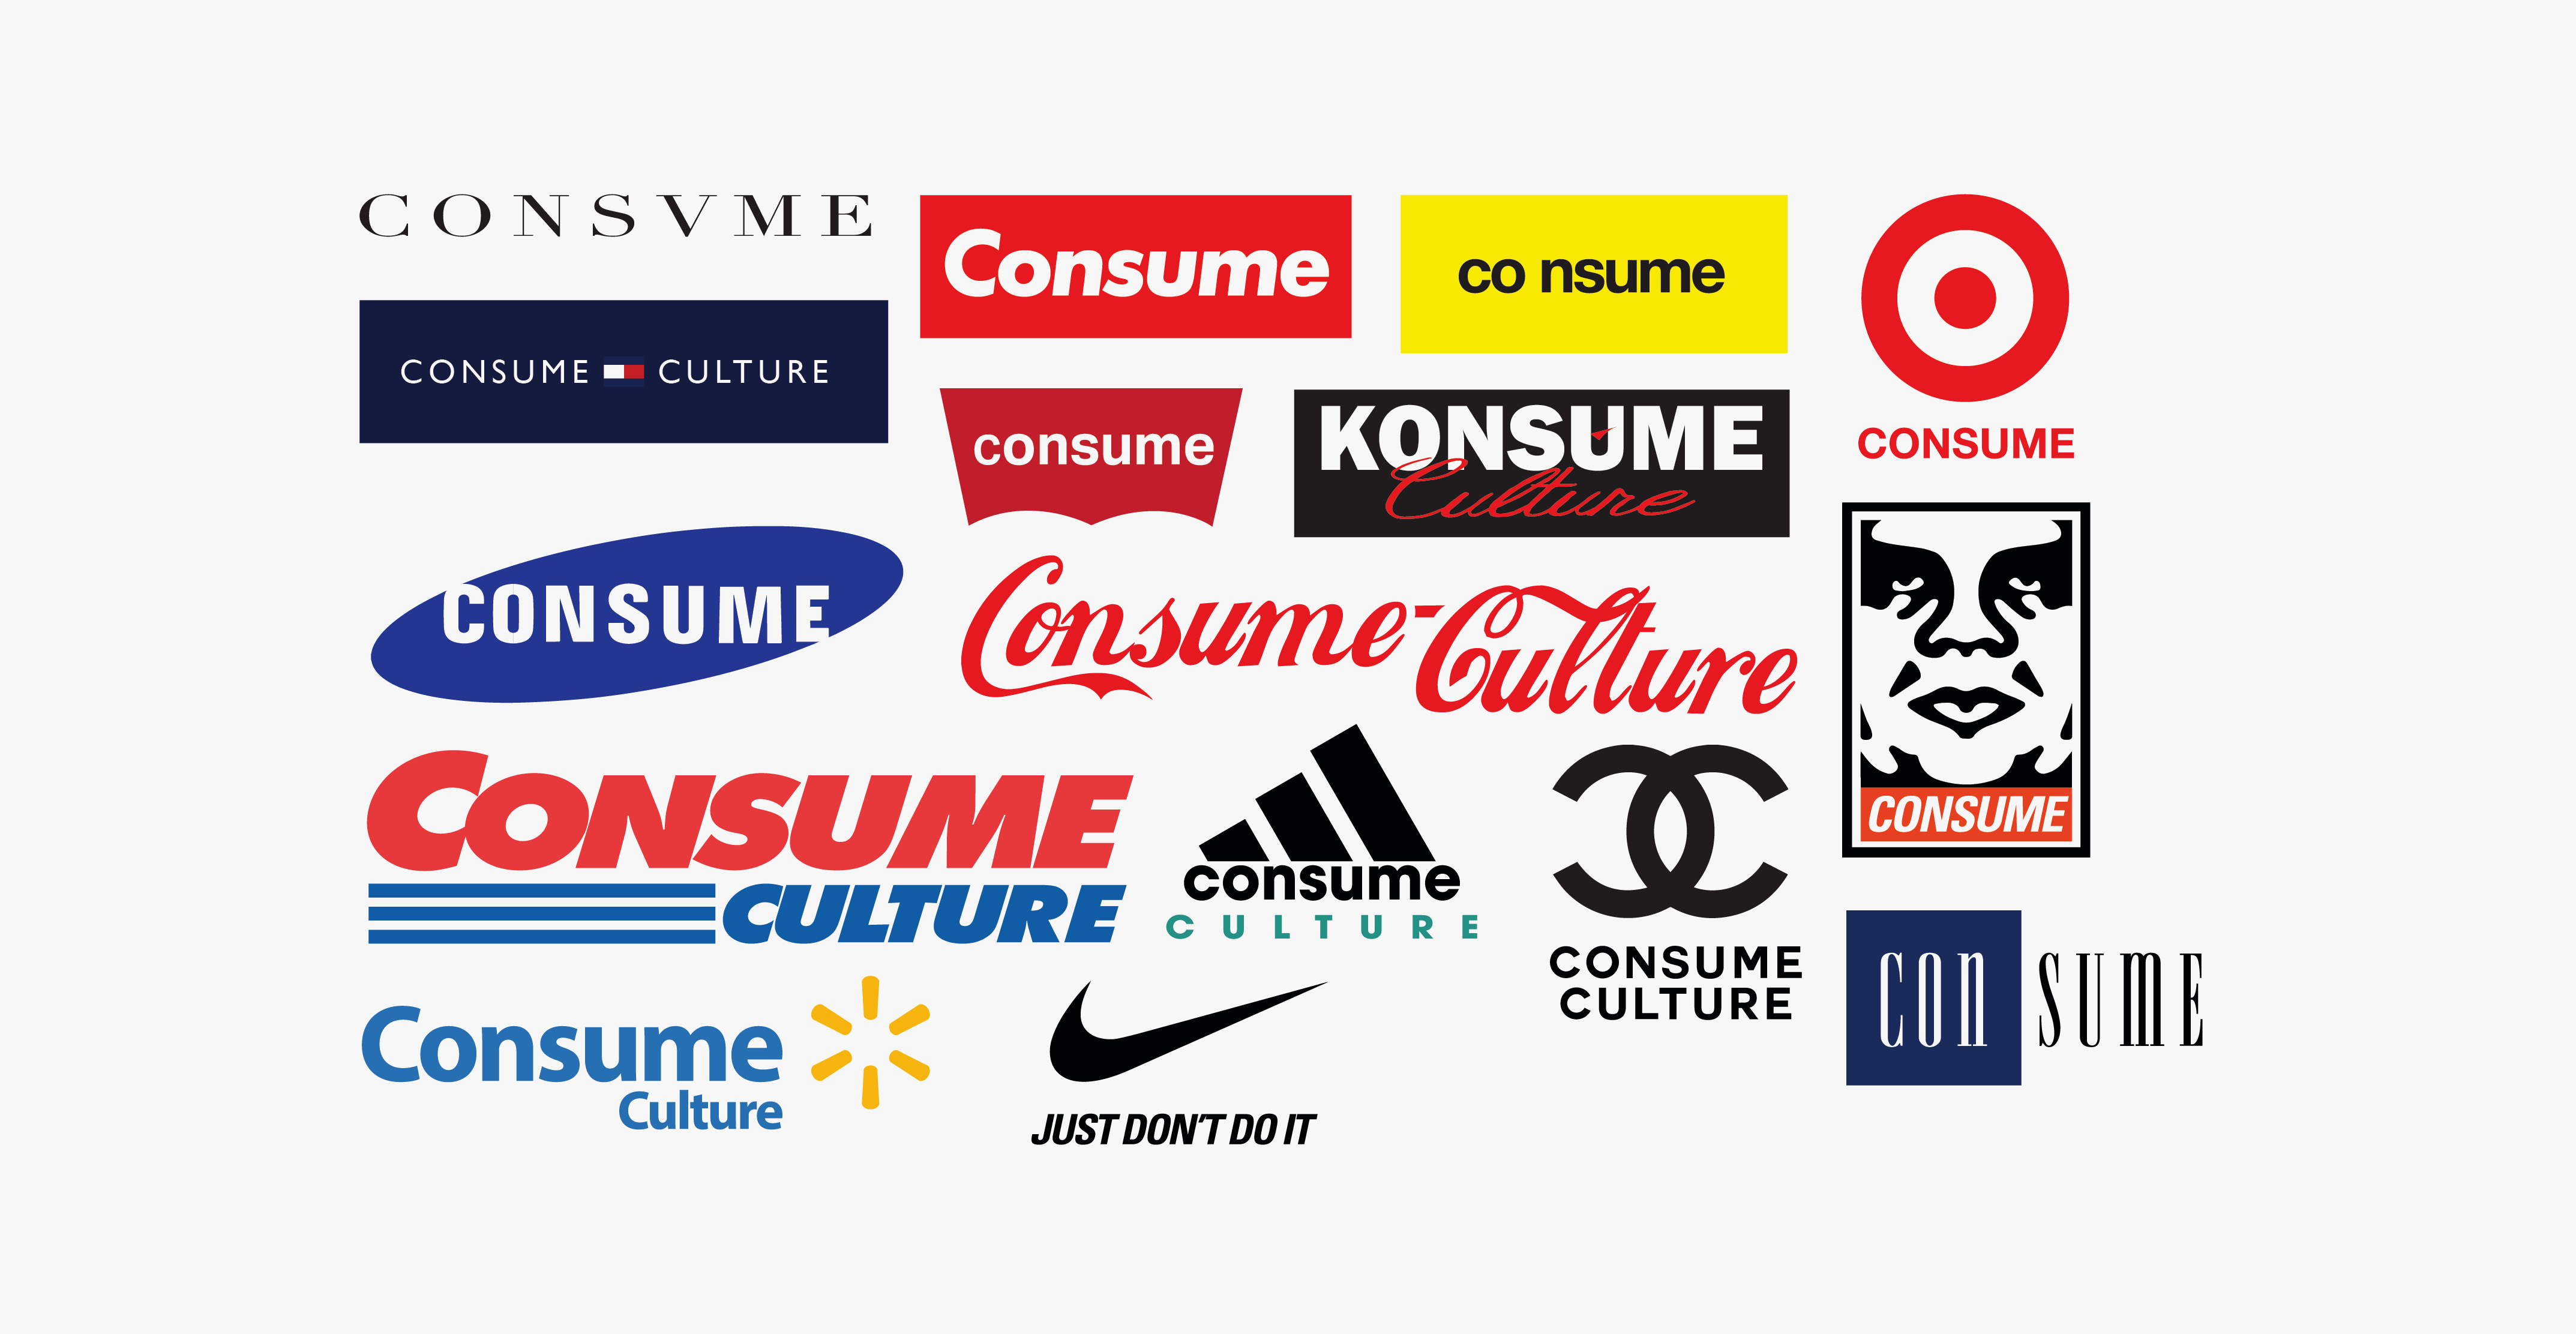 CONSVME
CONSUME CULTURE
Consume
co nsume
CONSUME
consume
KONSUME
Culture
CONSUME
Consume-Culture
CONSUME
CONSUME
CULTURE
consume
CULTURE
CONSUME
CULTURE
con SUmE
Consume
Culture
JUST DON'T DO IT